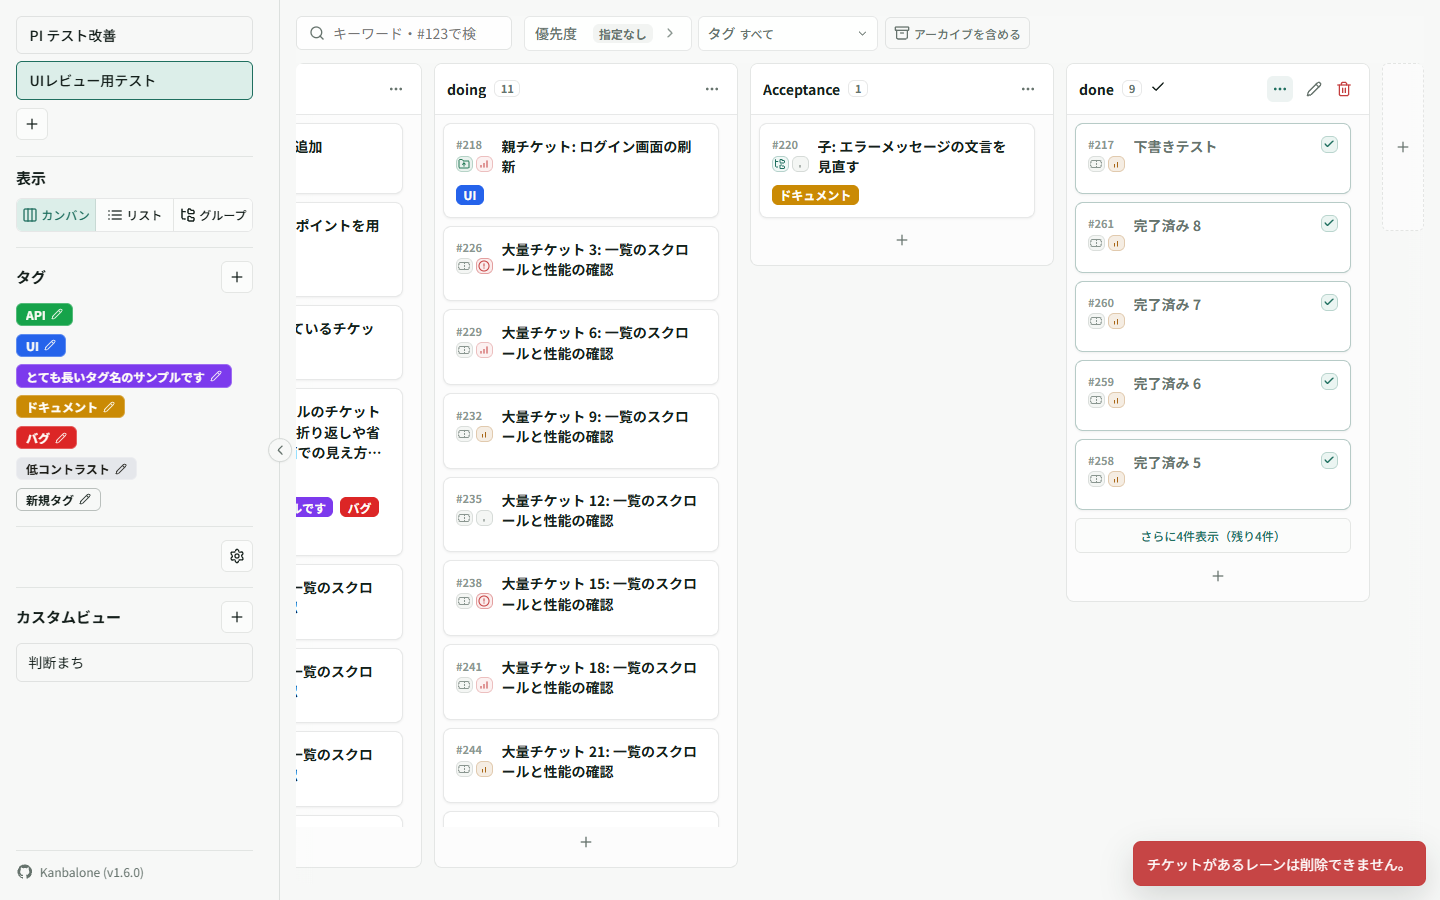 PI テスト改善
UIレビュー用テスト
表示
カンバン
リスト
グループ
タグ
API
UI
とても長いタグ名のサンプルです
ドキュメント
バグ
低コントラスト
新規タグ
カスタムビュー
判断まち
Kanbalone (v1.6.0)
キーワード・#123で検
優先度 指定なし
タグ すべて
アーカイブを含める
追加
ポイントを用
ているチケッ
ルのチケット
折り返しや省
での見え方…
です
バグ
一覧のスクロ
一覧のスクロ
一覧のスクロ
doing 11
#218 親チケット: ログイン画面の刷
新
UI
#226 大量チケット 3: 一覧のスクロ
ールと性能の確認
#229 大量チケット 6: 一覧のスクロ
ールと性能の確認
#232 大量チケット 9: 一覧のスクロ
ールと性能の確認
#235 大量チケット 12: 一覧のスクロ
ールと性能の確認
#238 大量チケット 15: 一覧のスクロ
ールと性能の確認
#241 大量チケット 18: 一覧のスクロ
ールと性能の確認
#244 大量チケット 21: 一覧のスクロ
ールと性能の確認
Acceptance 1
#220 子: エラーメッセージの文言を
見直す
ドキュメント
done 9
#217 下書きテスト
#261 完了済み 8
#260 完了済み 7
#259 完了済み 6
#258 完了済み 5
さらに4件表示（残り4件）
チケットがあるレーンは削除できません。